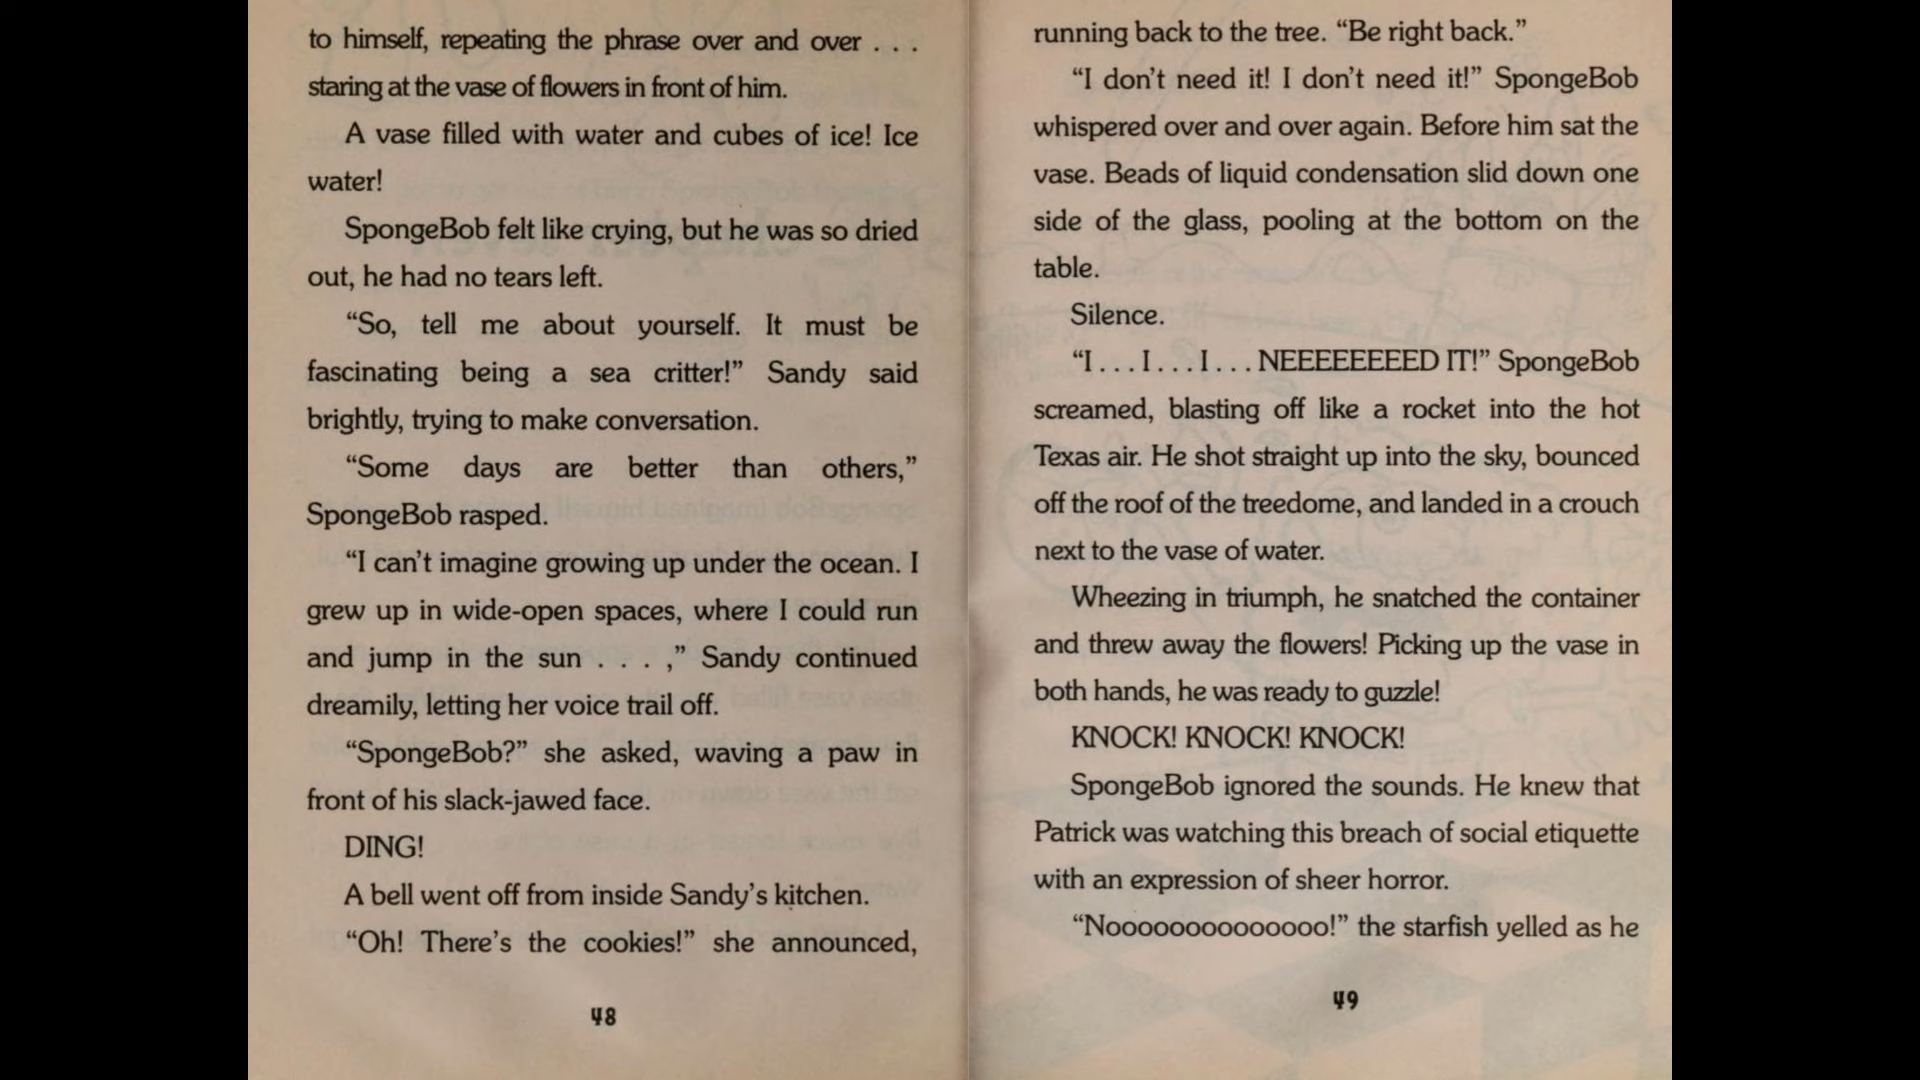 to himself, repeating the phrase over and over . . .
staring at the vase of flowers in front of him.
A vase filled with water and cubes of ice! Ice
water!
SpongeBob felt like crying, but he was so dried
out, he had no tears left.
“So, tell me about yourself. It must be
fascinating being a sea critter!” Sandy said
brightly, trying to make conversation.
“Some days are better than others,”
SpongeBob rasped.
“I can’t imagine growing up under the ocean. I
grew up in wide-open spaces, where I could run
and jump in the sun . . . ,” Sandy continued
dreamily, letting her voice trail off.
“SpongeBob?” she asked, waving a paw in
front of his slack-jawed face.
DING!
A bell went off from inside Sandy’s kitchen.
“Oh! There’s the cookies!” she announced,
48
running back to the tree. “Be right back.”
“I don’t need it! I don’t need it!” SpongeBob
whispered over and over again. Before him sat the
vase. Beads of liquid condensation slid down one
side of the glass, pooling at the bottom on the
table.
Silence.
“I . . . I . . . I . . . NEEEEEEEED IT!” SpongeBob
screamed, blasting off like a rocket into the hot
Texas air. He shot straight up into the sky, bounced
off the roof of the treedome, and landed in a crouch
next to the vase of water.
Wheezing in triumph, he snatched the container
and threw away the flowers! Picking up the vase in
both hands, he was ready to guzzle!
KNOCK! KNOCK! KNOCK!
SpongeBob ignored the sounds. He knew that
Patrick was watching this breach of social etiquette
with an expression of sheer horror.
“Noooooooooooooo!” the starfish yelled as he
49